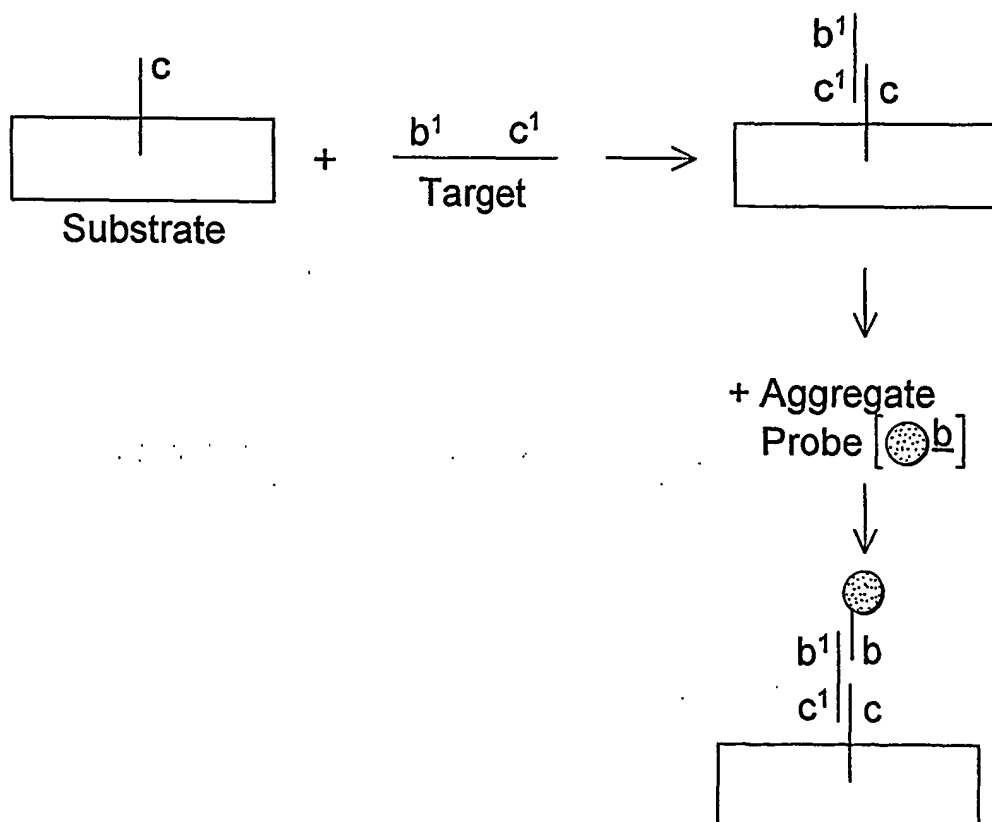 c
Substrate
+
b¹ c¹
Target
b¹
c¹ c
+ Aggregate
Probe [ b]
b¹ b
c¹ c